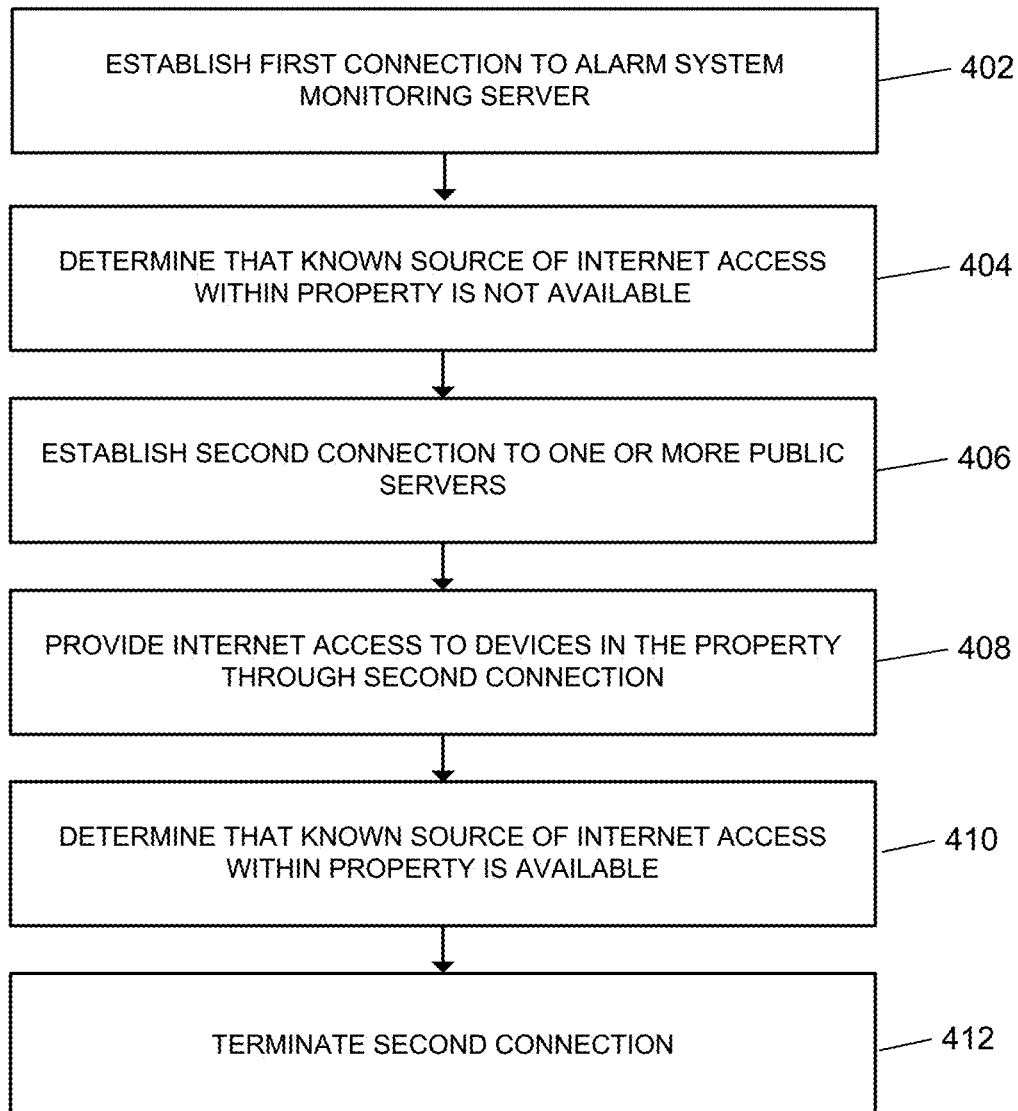 ESTABLISH FIRST CONNECTION TO ALARM SYSTEM
MONITORING SERVER
402
DETERMINE THAT KNOWN SOURCE OF INTERNET ACCESS
WITHIN PROPERTY IS NOT AVAILABLE
404
ESTABLISH SECOND CONNECTION TO ONE OR MORE PUBLIC
SERVERS
406
PROVIDE INTERNET ACCESS TO DEVICES IN THE PROPERTY
THROUGH SECOND CONNECTION
408
DETERMINE THAT KNOWN SOURCE OF INTERNET ACCESS
WITHIN PROPERTY IS AVAILABLE
410
TERMINATE SECOND CONNECTION
412